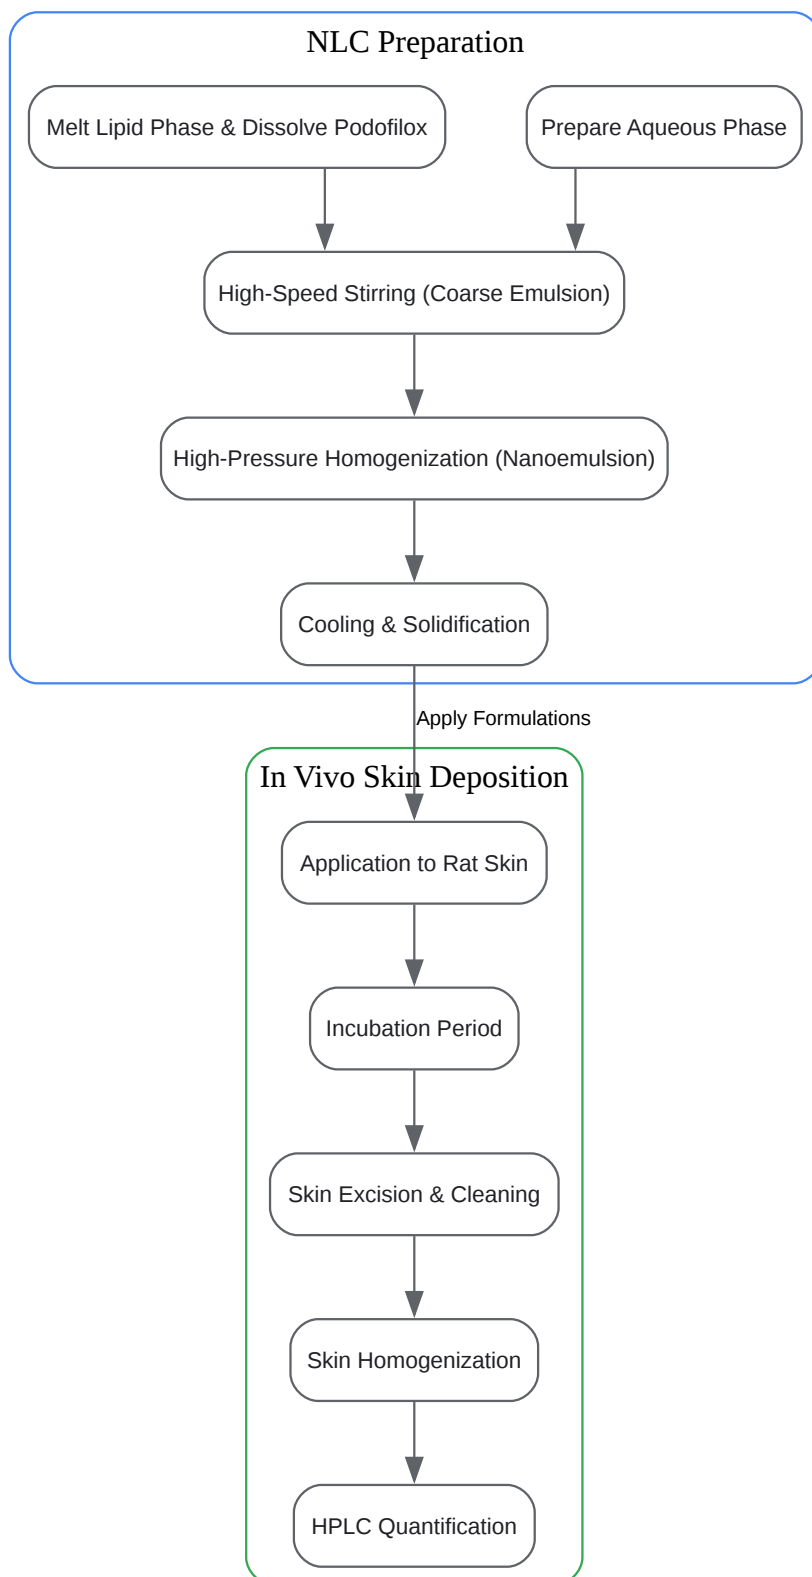 NLC Preparation
Melt Lipid Phase & Dissolve Podofilox
Prepare Aqueous Phase
High-Speed Stirring (Coarse Emulsion)
High-Pressure Homogenization (Nanoemulsion)
Cooling & Solidification
Apply Formulations
In Vivo Skin Deposition
Application to Rat Skin
Incubation Period
Skin Excision & Cleaning
Skin Homogenization
HPLC Quantification